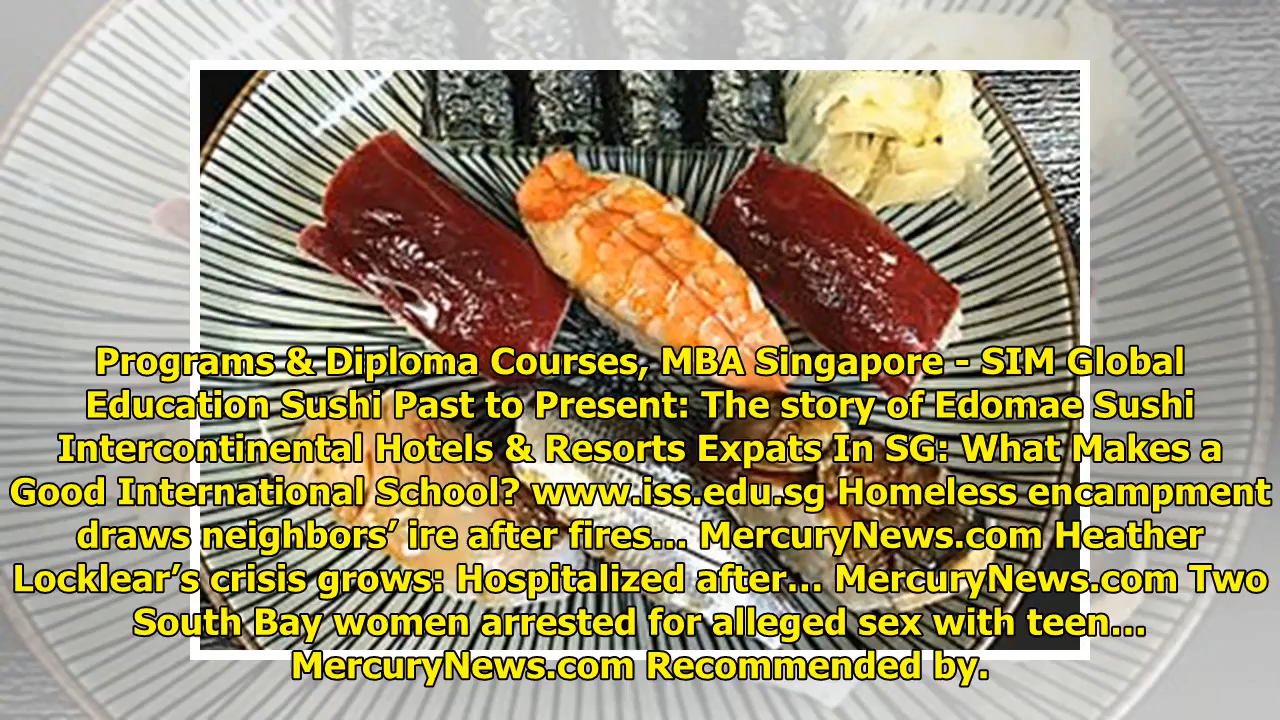 Programs & Diploma Courses, MBA Singapore - SIM Global
Education Sushi Past to Present: The story of Edomae Sushi
Intercontinental Hotels & Resorts Expats In SG: What Makes a
Good International School? www.iss.edu.sg Homeless encampment
draws neighbors’ ire after fires... MercuryNews.com Heather
Locklear’s crisis grows: Hospitalized after... MercuryNews.com Two
South Bay women arrested for alleged sex with teen...
MercuryNews.com Recommended by.